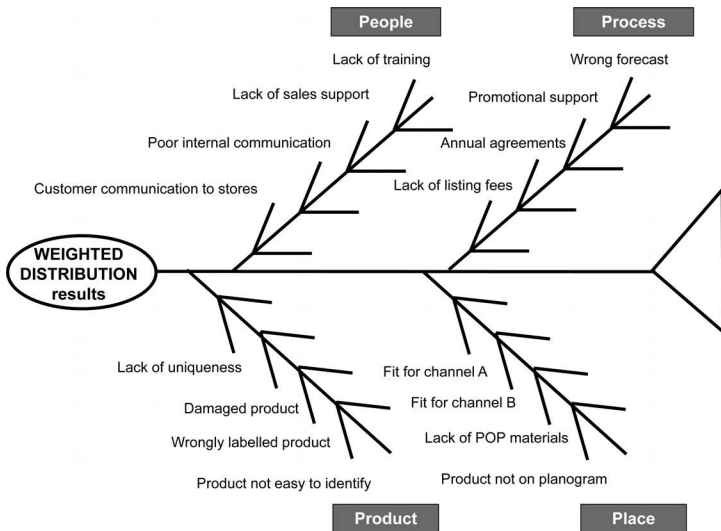 People
Process
Lack of training
Wrong forecast
Lack of sales support
Promotional support
Poor internal communication
Annual agreements
Customer communication to stores
Lack of listing fees
WEIGHTED
DISTRIBUTION
results
Lack of uniqueness
Fit for channel A
Damaged product
Fit for channel B
Wrongly labelled product
Lack of POP materials
Product not easy to identify
Product not on planogram
Product
Place